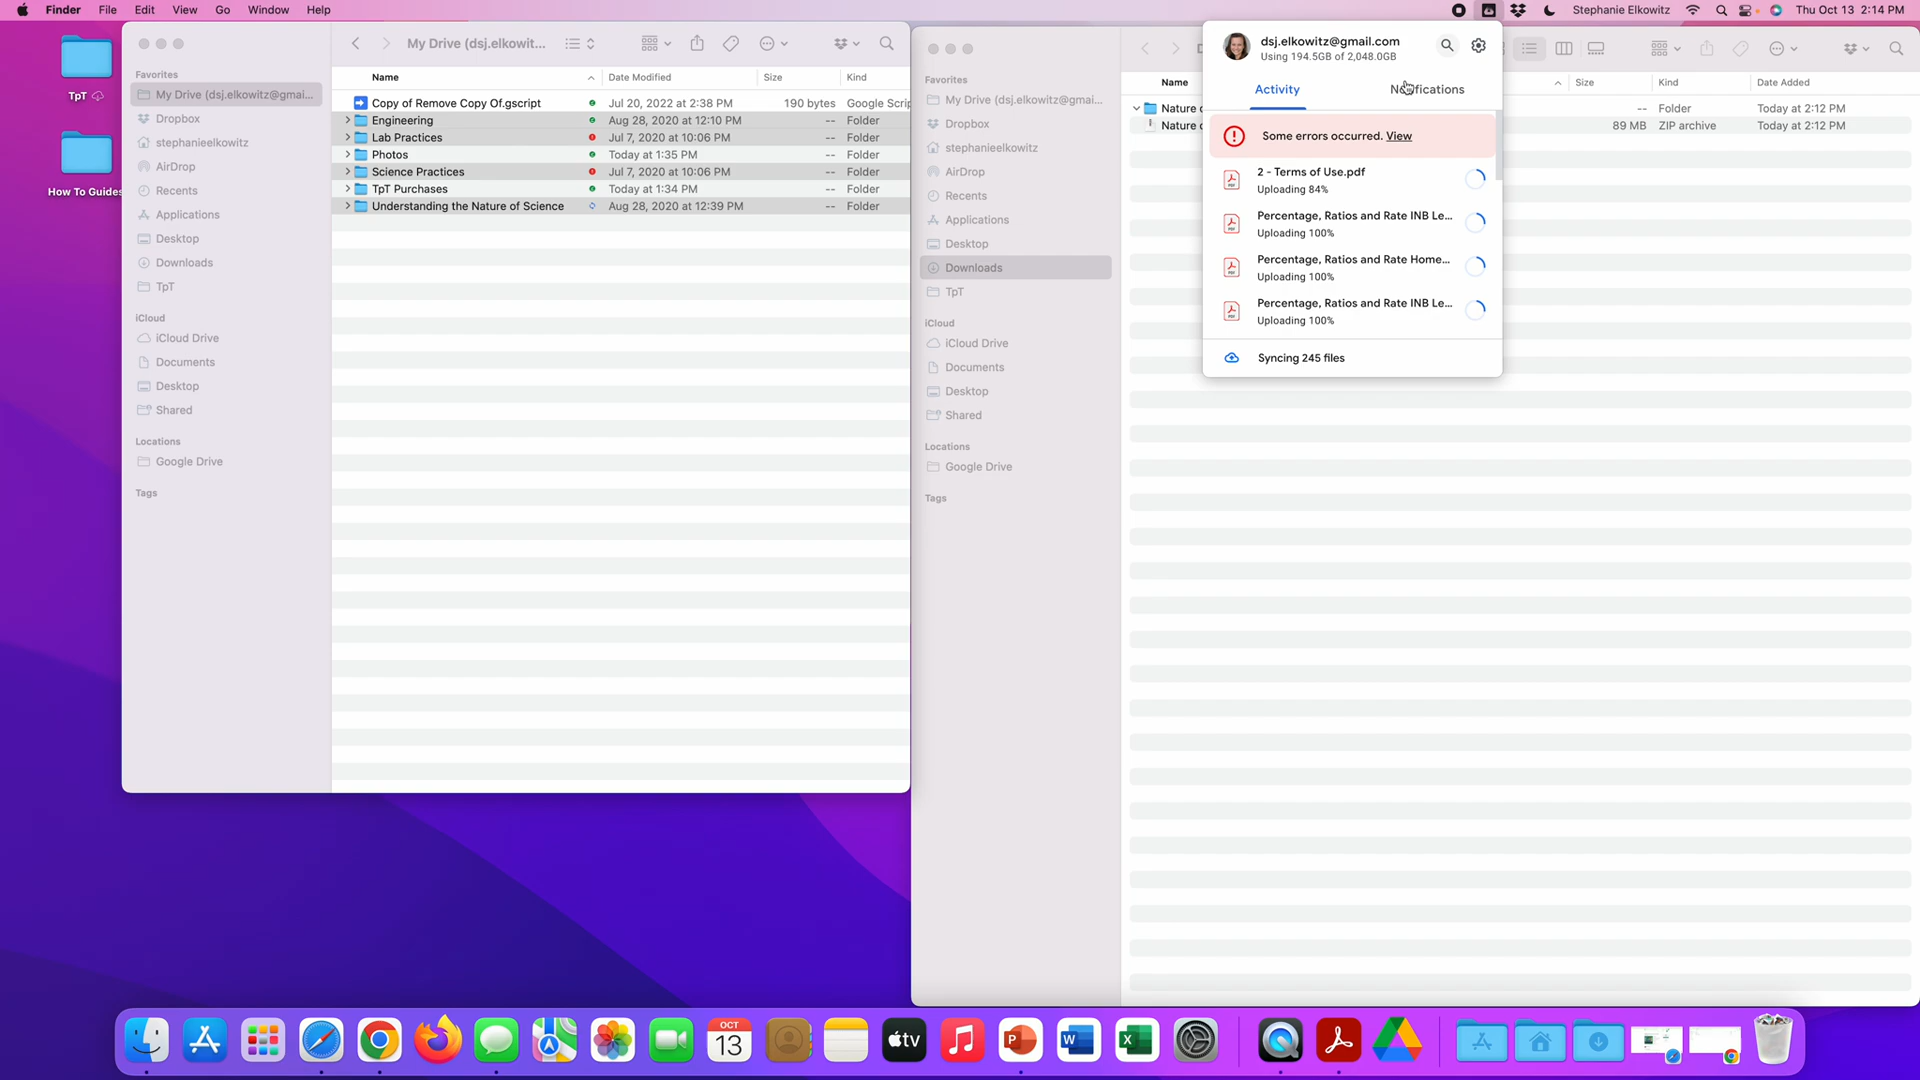 Finder File Edit View Go Window Help
Stephanie Elkowitz Thu Oct 13 2:14 PM
TpT
How To Guides
Favorites
My Drive (dsj.elkowitz@gmai...
Dropbox
stephanieelkowitz
AirDrop
Recents
Applications
Desktop
Downloads
TpT
iCloud
iCloud Drive
Documents
Desktop
Shared
Locations
Google Drive
Tags
My Drive (dsj.elkowit...
Name Date Modified Size Kind
Copy of Remove Copy Of.gscript Jul 20, 2022 at 2:38 PM 190 bytes Google Scrip
Engineering Aug 28, 2020 at 12:10 PM -- Folder
Lab Practices Jul 7, 2020 at 10:06 PM -- Folder
Photos Today at 1:35 PM -- Folder
Science Practices Jul 7, 2020 at 10:06 PM -- Folder
TpT Purchases Today at 1:34 PM -- Folder
Understanding the Nature of Science Aug 28, 2020 at 12:39 PM -- Folder
Favorites
My Drive (dsj.elkowitz@gmai...
Dropbox
stephanieelkowitz
AirDrop
Recents
Applications
Desktop
Downloads
TpT
iCloud
iCloud Drive
Documents
Desktop
Shared
Locations
Google Drive
Tags
Name Size Kind Date Added
Nature -- Folder Today at 2:12 PM
Nature 89 MB ZIP archive Today at 2:12 PM
dsj.elkowitz@gmail.com
Using 194.5GB of 2,048.0GB
Activity Notifications
Some errors occurred. View
2 - Terms of Use.pdf
Uploading 84%
Percentage, Ratios and Rate INB Le...
Uploading 100%
Percentage, Ratios and Rate Home...
Uploading 100%
Percentage, Ratios and Rate INB Le...
Uploading 100%
Syncing 245 files
OCT
13
tv